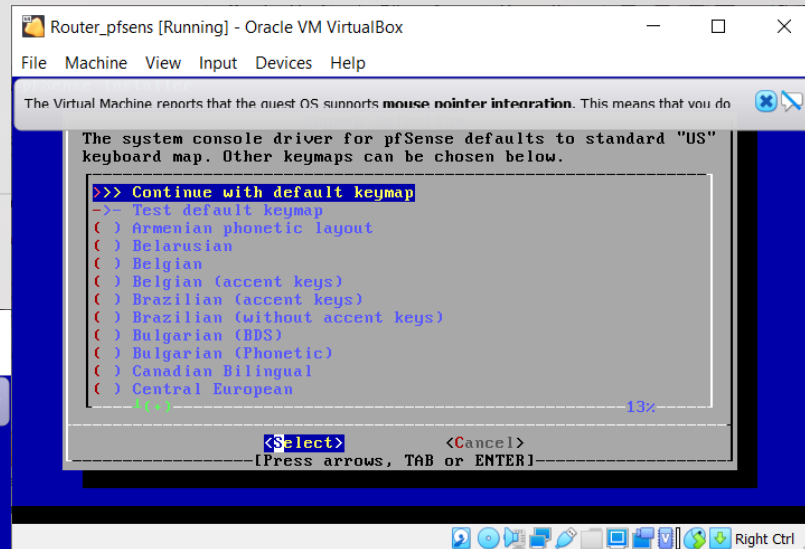 Router_pfsens [Running] - Oracle VM VirtualBox
File Machine View Input Devices Help
The Virtual Machine reports that the guest OS supports mouse pointer integration. This means that you do
The system console driver for pfSense defaults to standard "US"
keyboard map. Other keymaps can be chosen below.
>>> Continue with default keymap
->- Test default keymap
( ) Armenian phonetic layout
( ) Belarusian
( ) Belgian
( ) Belgian (accent keys)
( ) Brazilian (accent keys)
( ) Brazilian (without accent keys)
( ) Bulgarian (BDS)
( ) Bulgarian (Phonetic)
( ) Canadian Bilingual
( ) Central European
(+) 13%
<Select> <Cancel>
[Press arrows, TAB or ENTER]
Right Ctrl